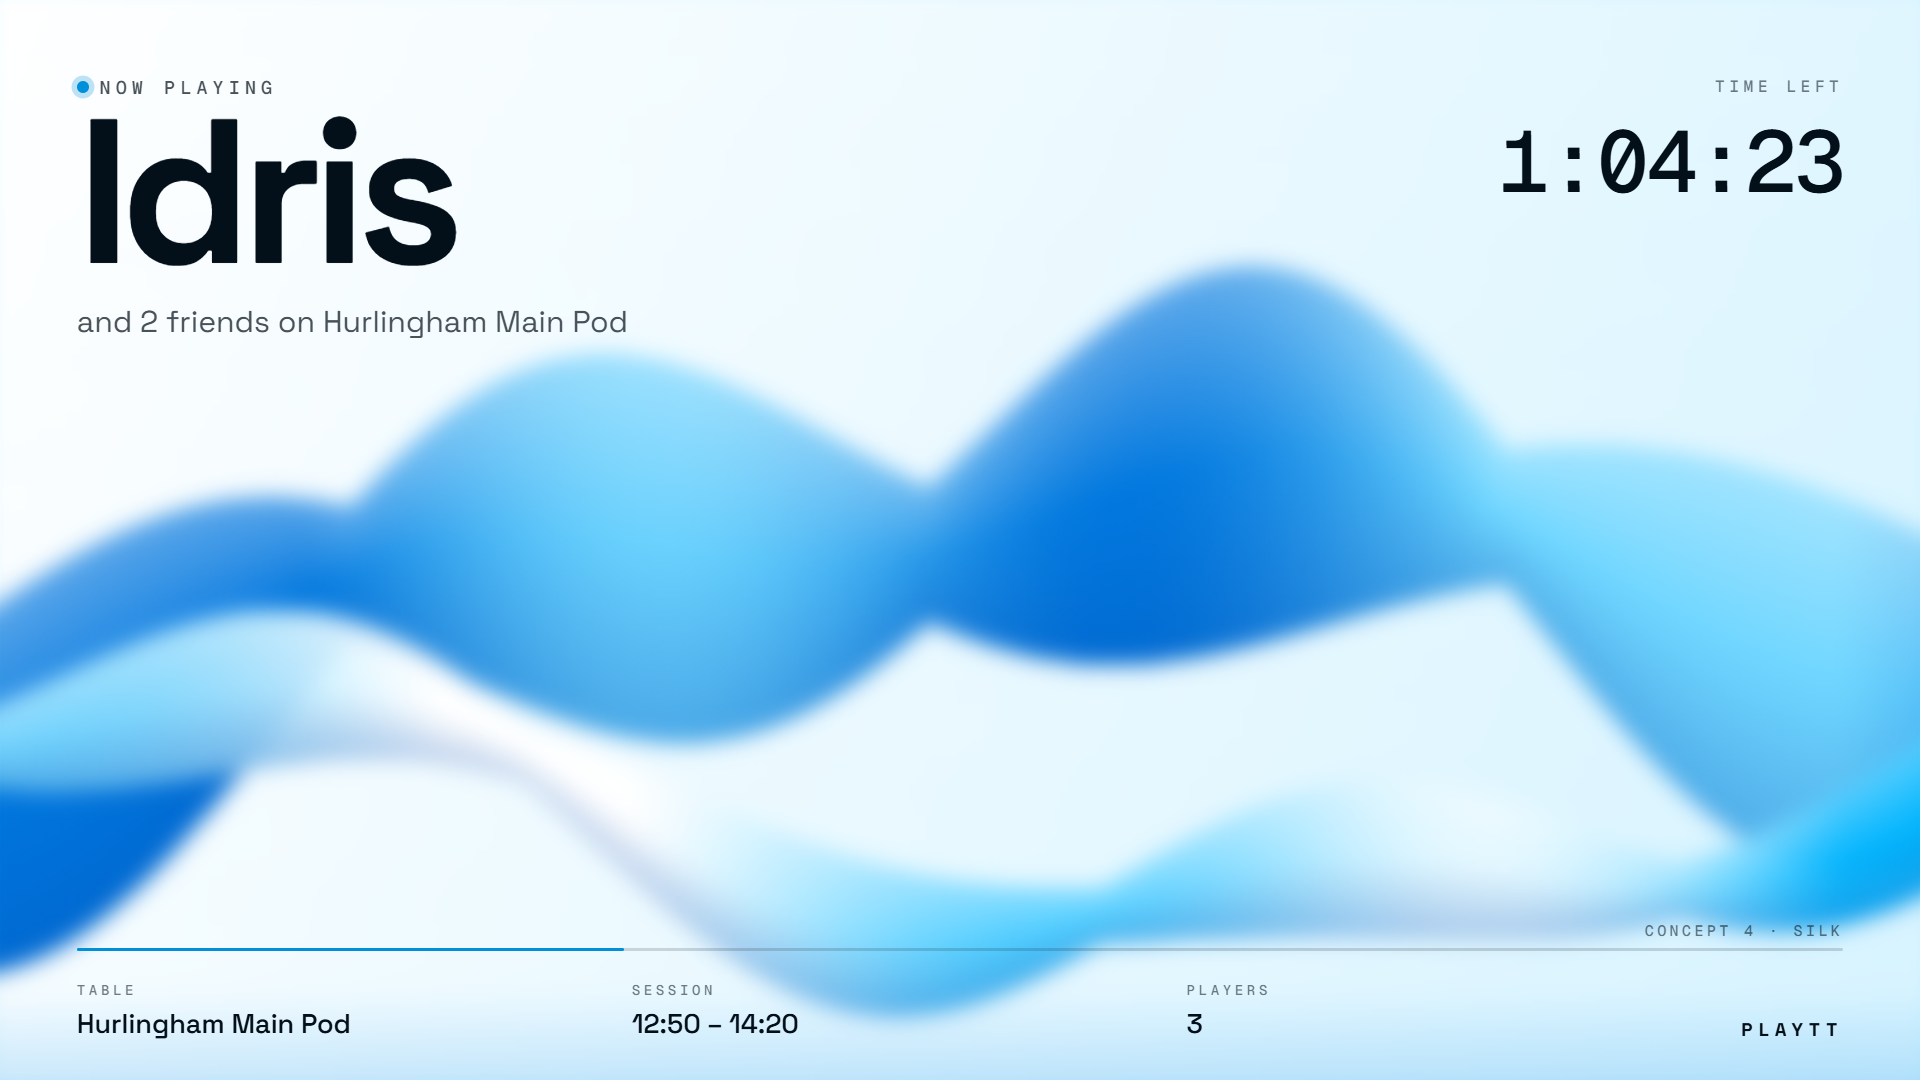 NOW PLAYING
Idris
and 2 friends on Hurlingham Main Pod
TIME LEFT
1:04:23
CONCEPT 4 · SILK
TABLE
Hurlingham Main Pod
SESSION
12:50 – 14:20
PLAYERS
3
PLAYTT